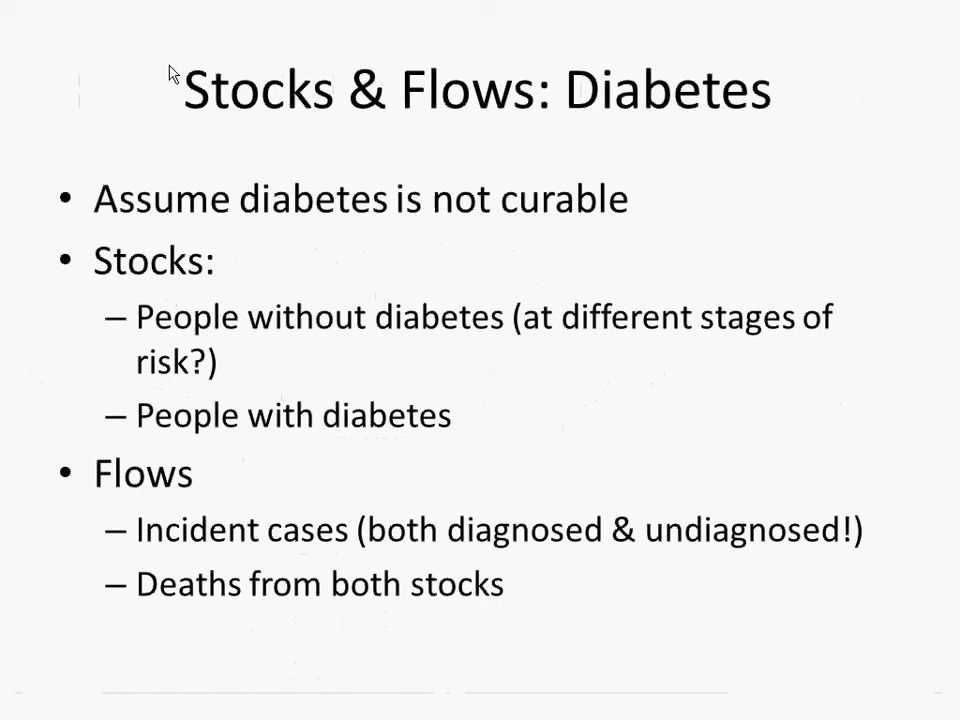 Stocks & Flows: Diabetes
• Assume diabetes is not curable
• Stocks:
– People without diabetes (at different stages of
risk?)
– People with diabetes
• Flows
– Incident cases (both diagnosed & undiagnosed!)
– Deaths from both stocks